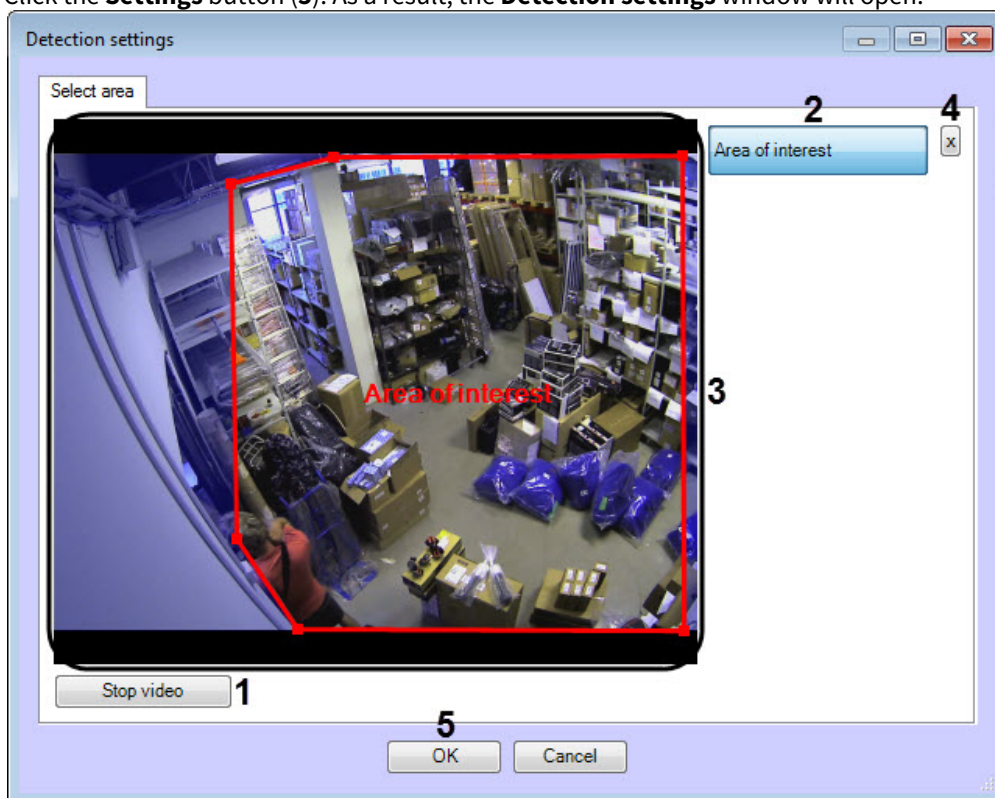 Click the Settings button (3). As a result, the Detection settings window will open.
Detection settings
Select area
2
4
Area of interest
x
Area of interest
3
Stop video
1
5
OK
Cancel